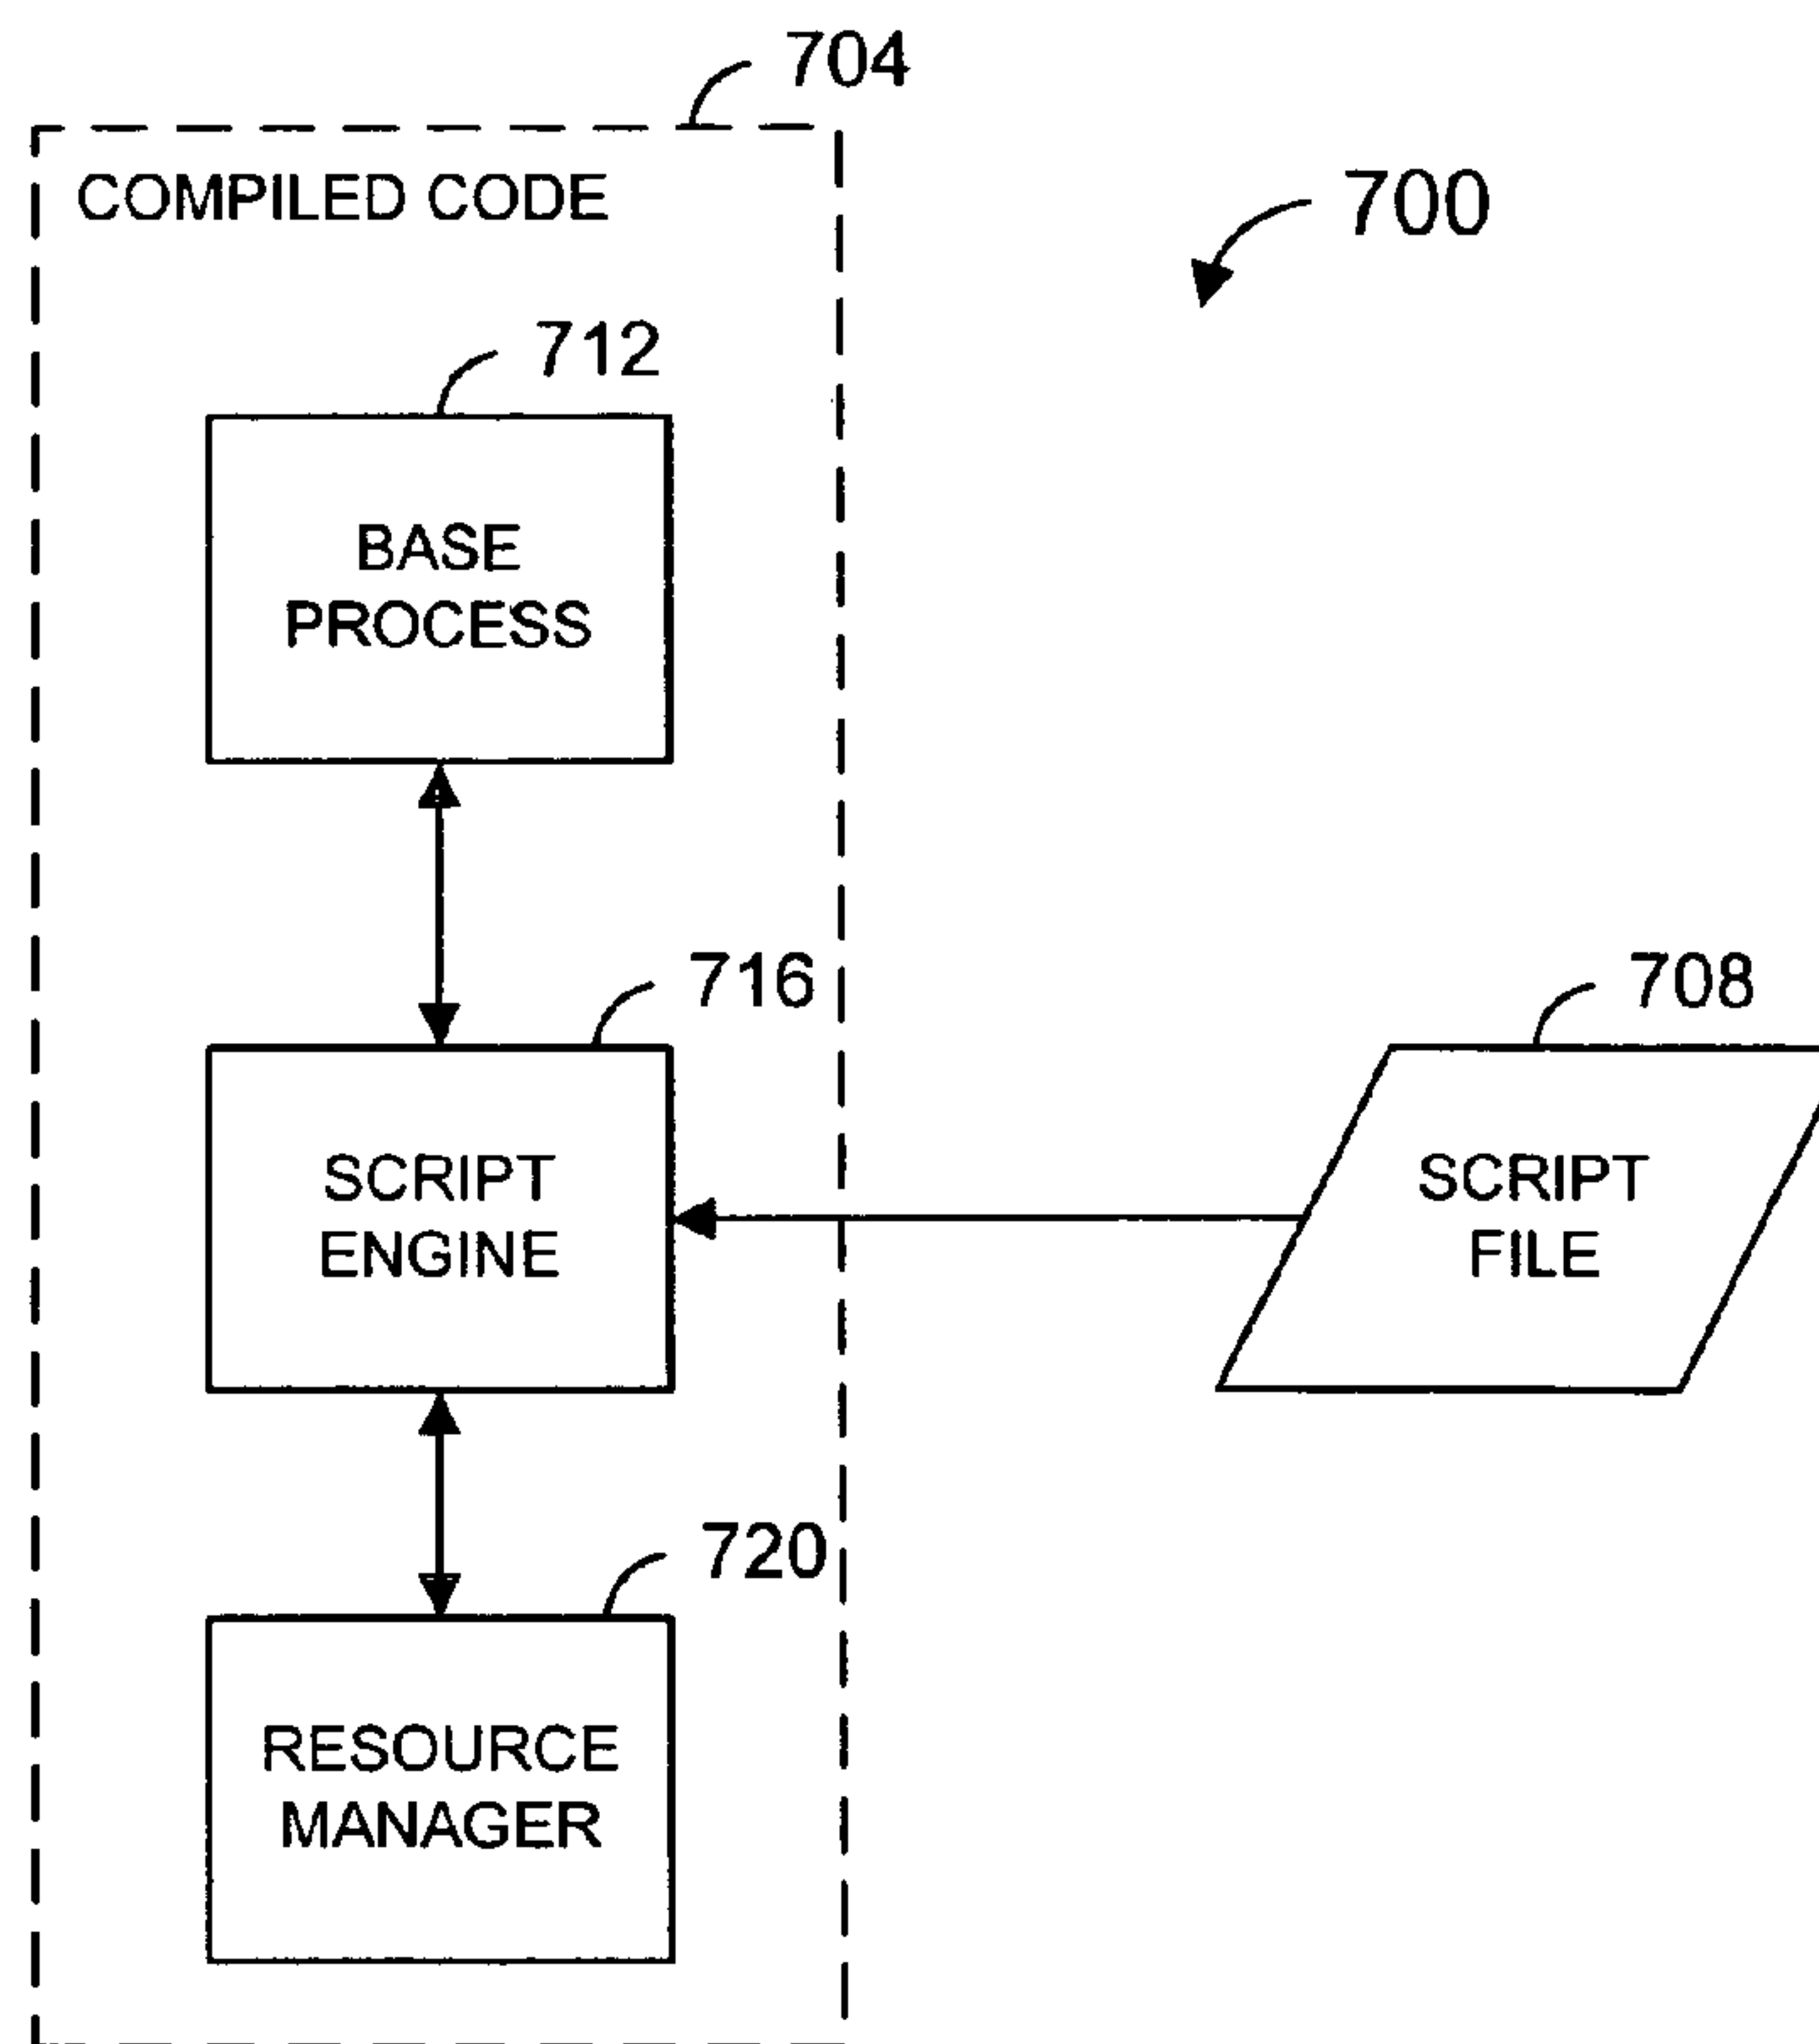 704
COMPILED CODE
700
712
BASE
PROCESS
716
708
SCRIPT
ENGINE
SCRIPT
FILE
720
RESOURCE
MANAGER